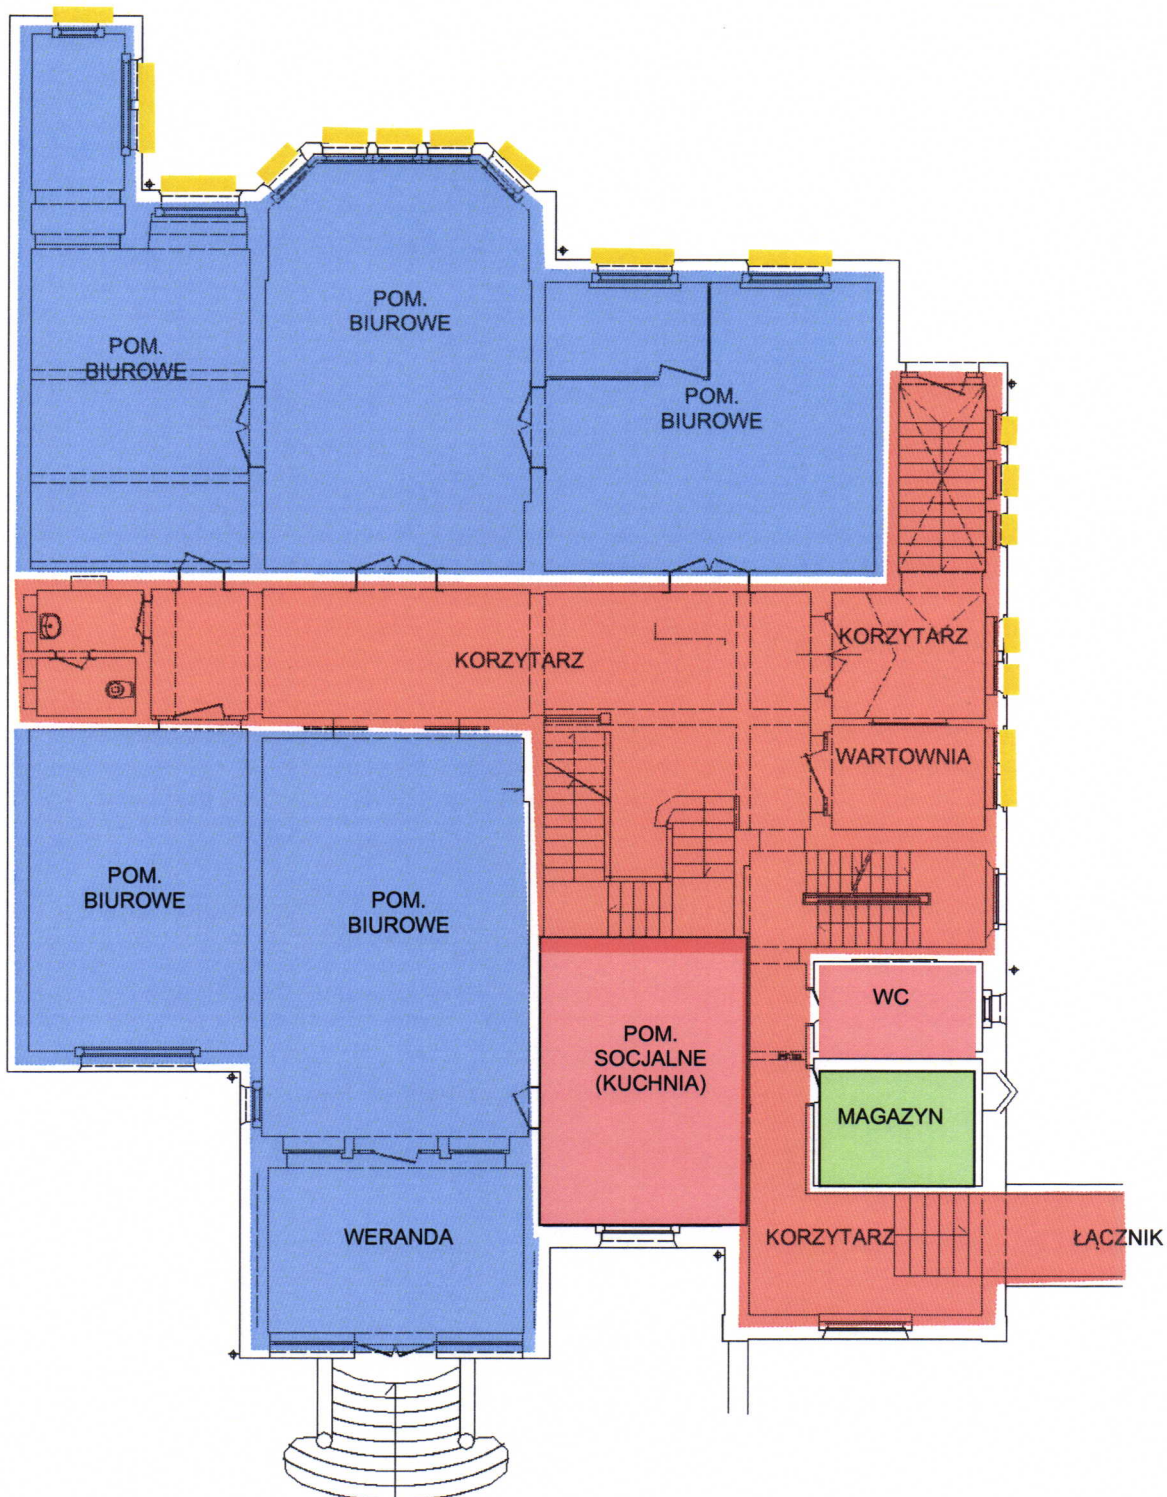 POM.
BIUROWE
POM.
BIUROWE
POM.
BIUROWE
KORZYTARZ
KORZYTARZ
WARTOWNIA
POM.
BIUROWE
POM.
BIUROWE
WC
POM.
SOCJALNE
(KUCHNIA)
MAGAZYN
WERANDA
KORZYTARZ
ŁĄCZNIK